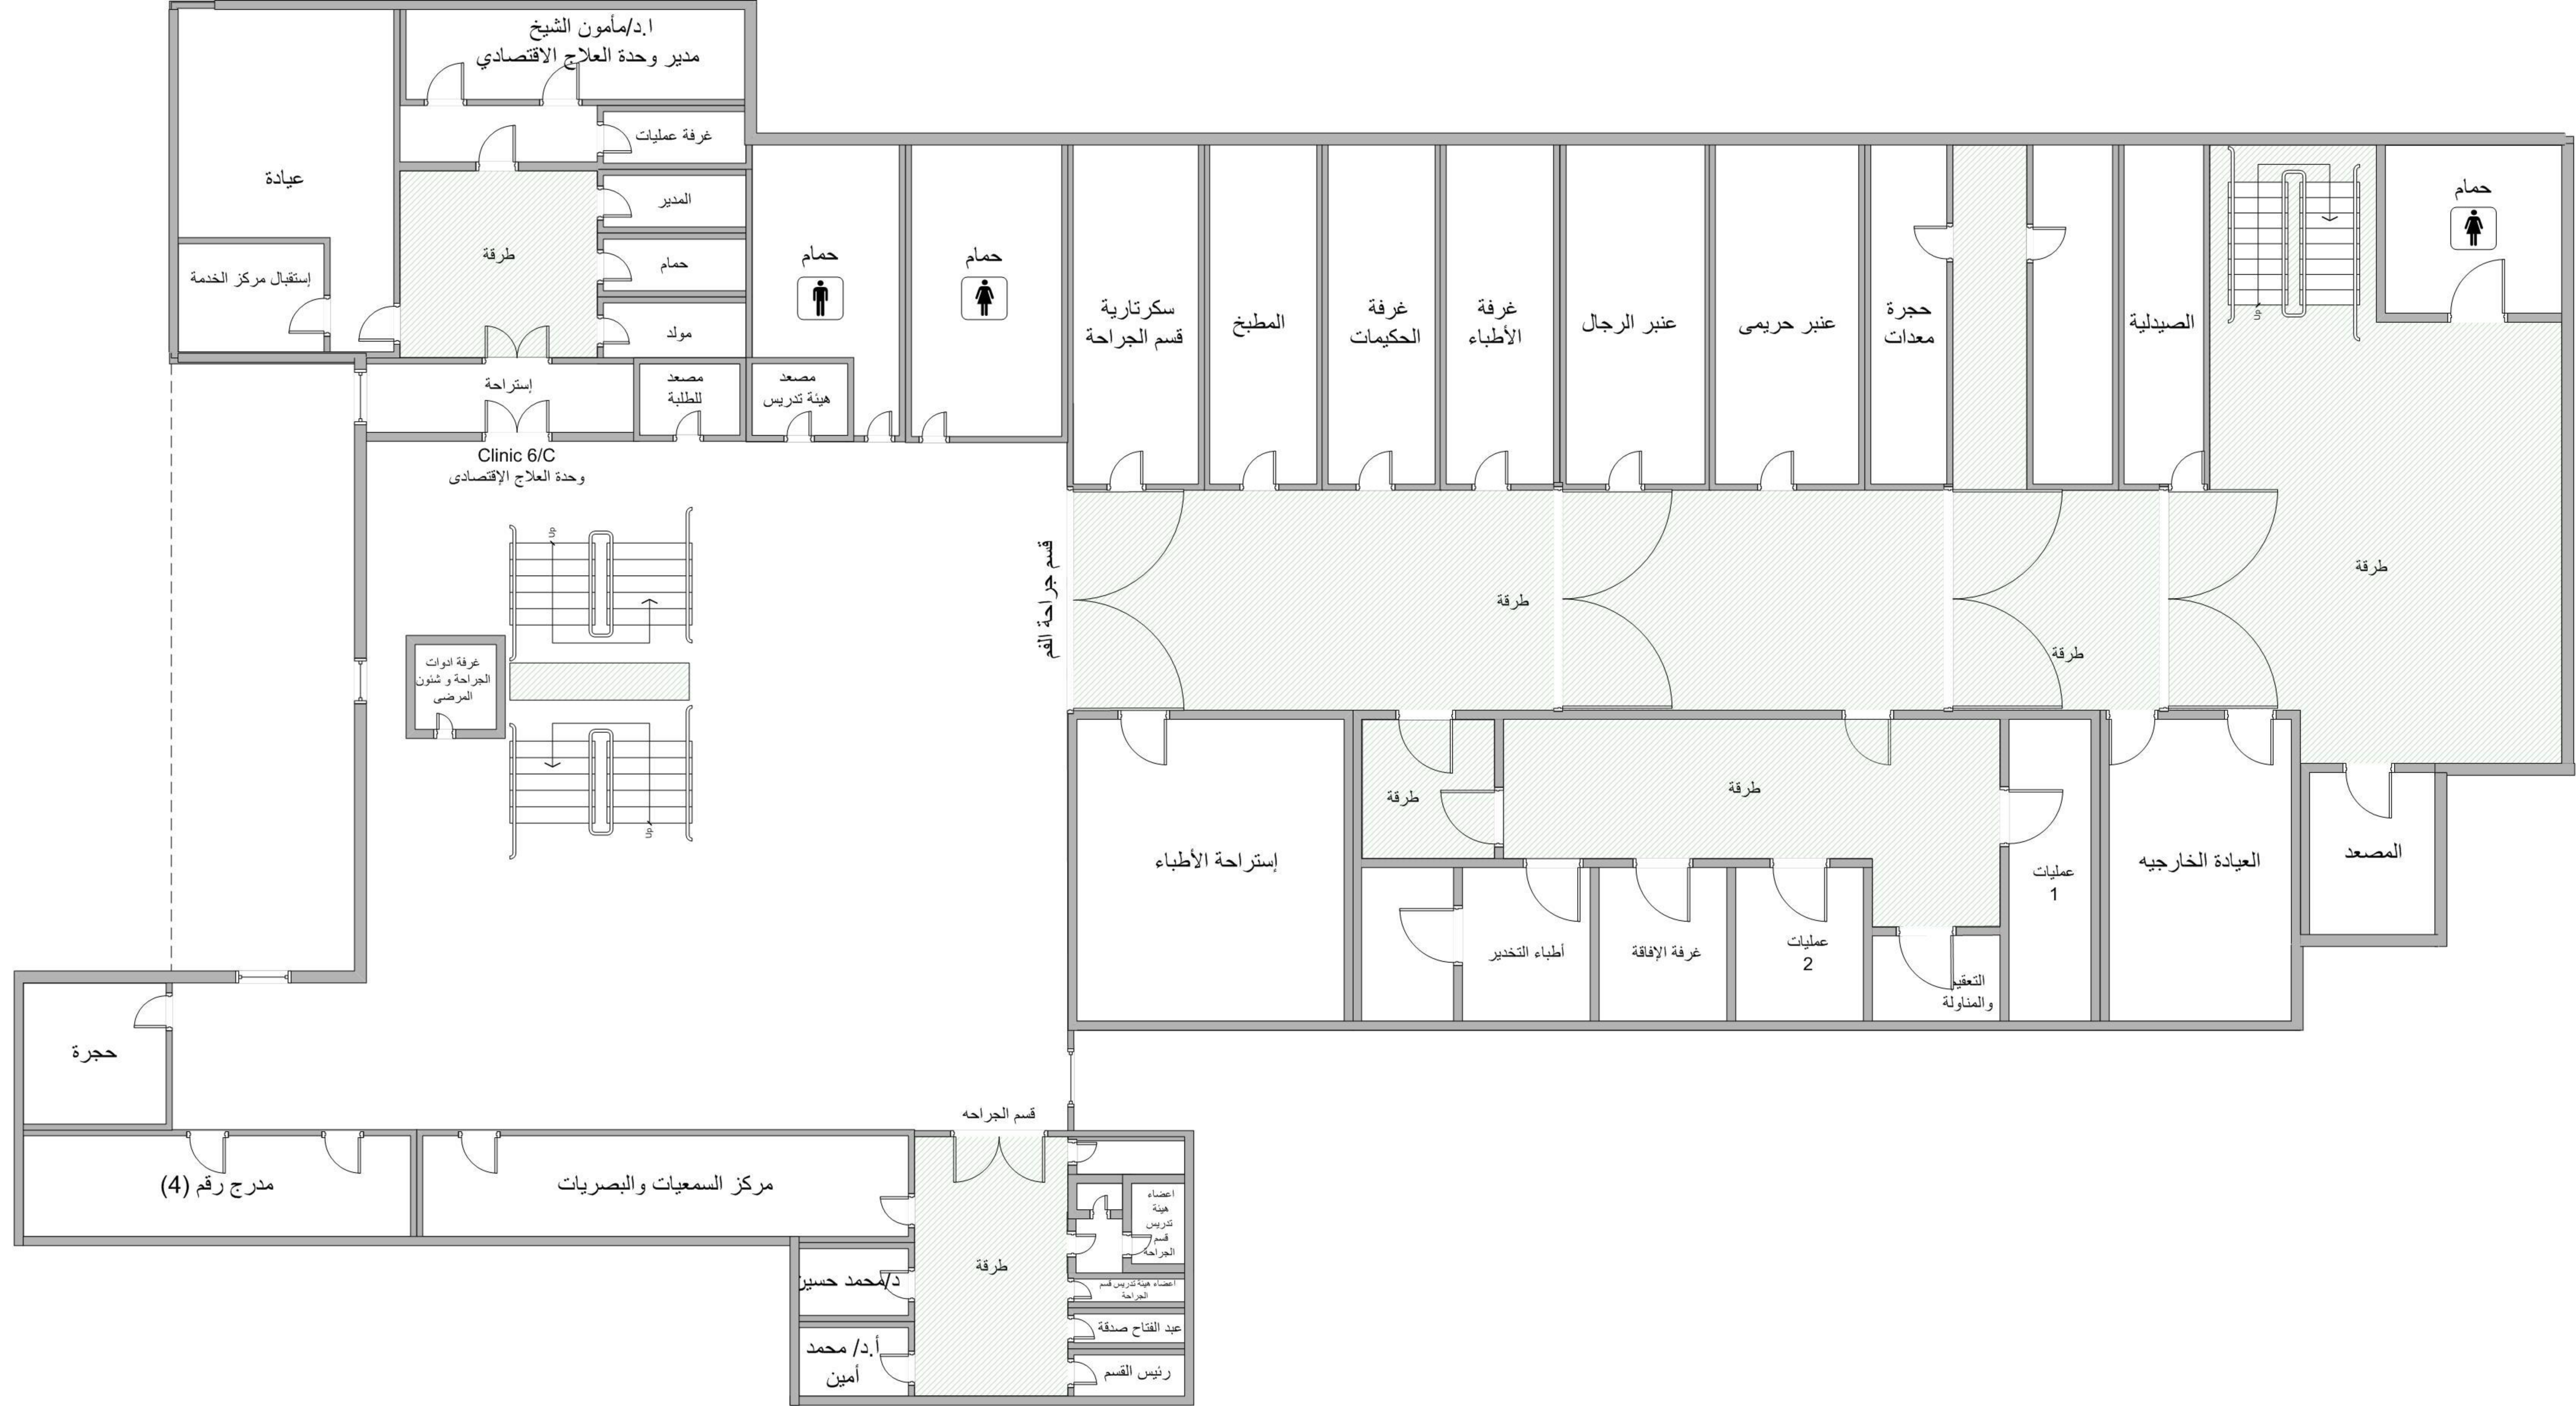 ا.د/مأمون الشيخ
مدير وحدة العلاج الاقتصادي
غرفة عمليات
عيادة
المدير
طرقة
حمام
إستقبال مركز الخدمة
مولد
إستراحة
مصعد
للطلبة
مصعد
هيئة تدريس
حمام
حمام
Clinic 6/C
وحدة العلاج الإقتصادى
سكرتارية
قسم الجراحة
المطبخ
غرفة
الحكيمات
غرفة
الأطباء
عنبر الرجال
عنبر حريمى
حجرة
معدات
الصيدلية
Up
حمام
طرقة
قسم جراحة الفم
طرقة
طرقة
Up
غرفة ادوات
الجراحة و شئون
المرضى
Up
إستراحة الأطباء
طرقة
طرقة
أطباء التخدير
غرفة الإفاقة
عمليات
2
التعقيم
والمناولة
عمليات
1
العيادة الخارجيه
المصعد
حجرة
قسم الجراحه
مدرج رقم (4)
مركز السمعيات والبصريات
طرقة
اعضاء
هيئة
تدريس
قسم
الجراحة
اعضاء هيئة تدريس قسم
الجراحة
عبد الفتاح صدقة
رئيس القسم
د/محمد حسين
أ.د/ محمد
أمين